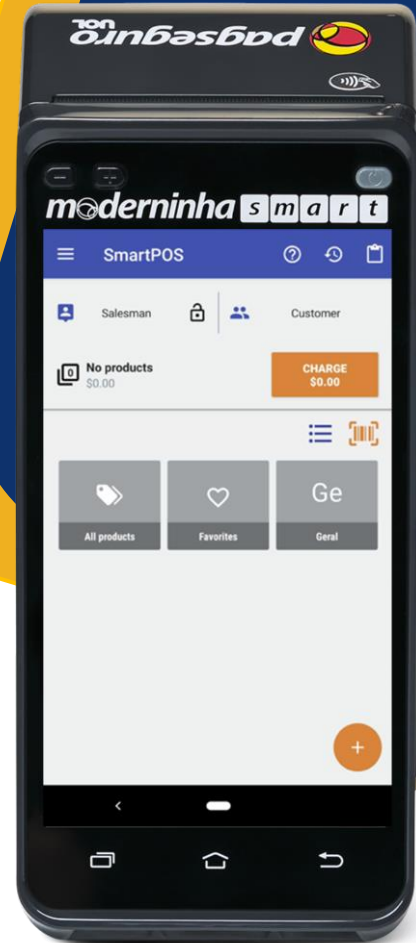 pagseguro
UOL
moderninha smart
SmartPOS
Salesman
Customer
0
No products
$0.00
CHARGE
$0.00
Ge
All products
Favorites
Geral
+